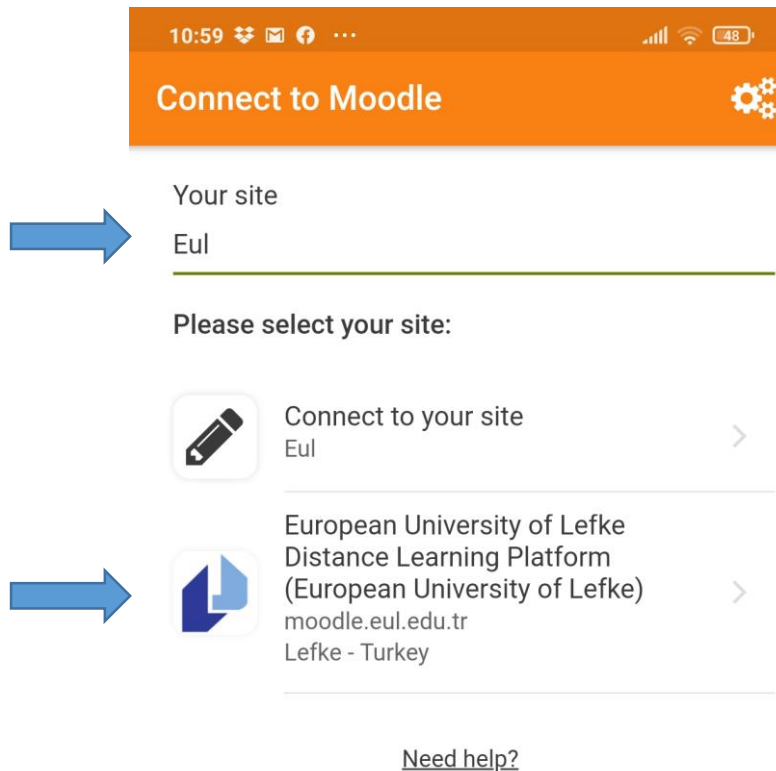 10:59 ...
48
Connect to Moodle
Your site
Eul
Please select your site:
Connect to your site
Eul
European University of Lefke
Distance Learning Platform
(European University of Lefke)
moodle.eul.edu.tr
Lefke - Turkey
Need help?